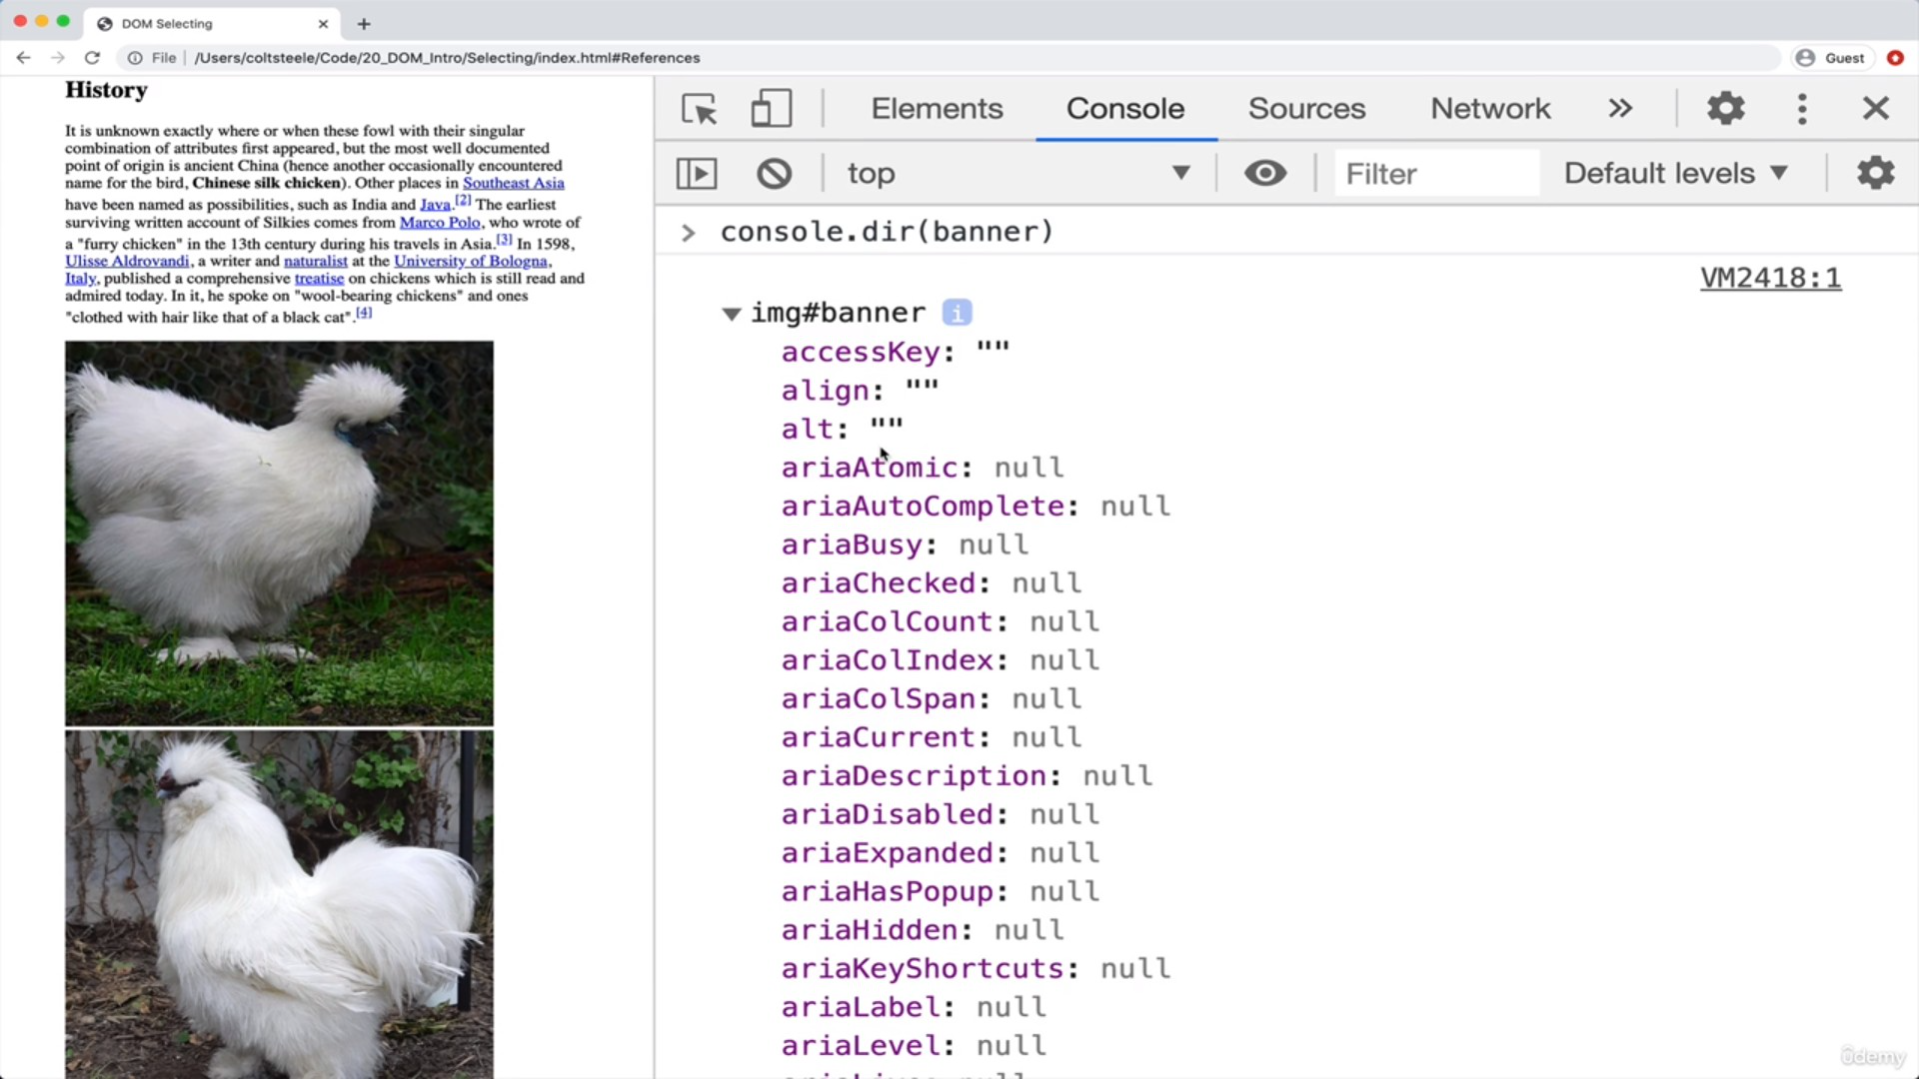 DOM Selecting
File | /Users/coltsteele/Code/20_DOM_Intro/Selecting/index.html#References
Guest
History
It is unknown exactly where or when these fowl with their singular
combination of attributes first appeared, but the most well documented
point of origin is ancient China (hence another occasionally encountered
name for the bird, Chinese silk chicken). Other places in Southeast Asia
have been named as possibilities, such as India and Java.[2] The earliest
surviving written account of Silkies comes from Marco Polo, who wrote of
a "furry chicken" in the 13th century during his travels in Asia.[3] In 1598,
Ulisse Aldrovandi, a writer and naturalist at the University of Bologna,
Italy, published a comprehensive treatise on chickens which is still read and
admired today. In it, he spoke on "wool-bearing chickens" and ones
"clothed with hair like that of a black cat".[4]
Elements Console Sources Network
top Filter Default levels
console.dir(banner)
VM2418:1
img#banner i
accessKey: ""
align: ""
alt: ""
ariaAtomic: null
ariaAutoComplete: null
ariaBusy: null
ariaChecked: null
ariaColCount: null
ariaColIndex: null
ariaColSpan: null
ariaCurrent: null
ariaDescription: null
ariaDisabled: null
ariaExpanded: null
ariaHasPopup: null
ariaHidden: null
ariaKeyShortcuts: null
ariaLabel: null
ariaLevel: null
ûdemy